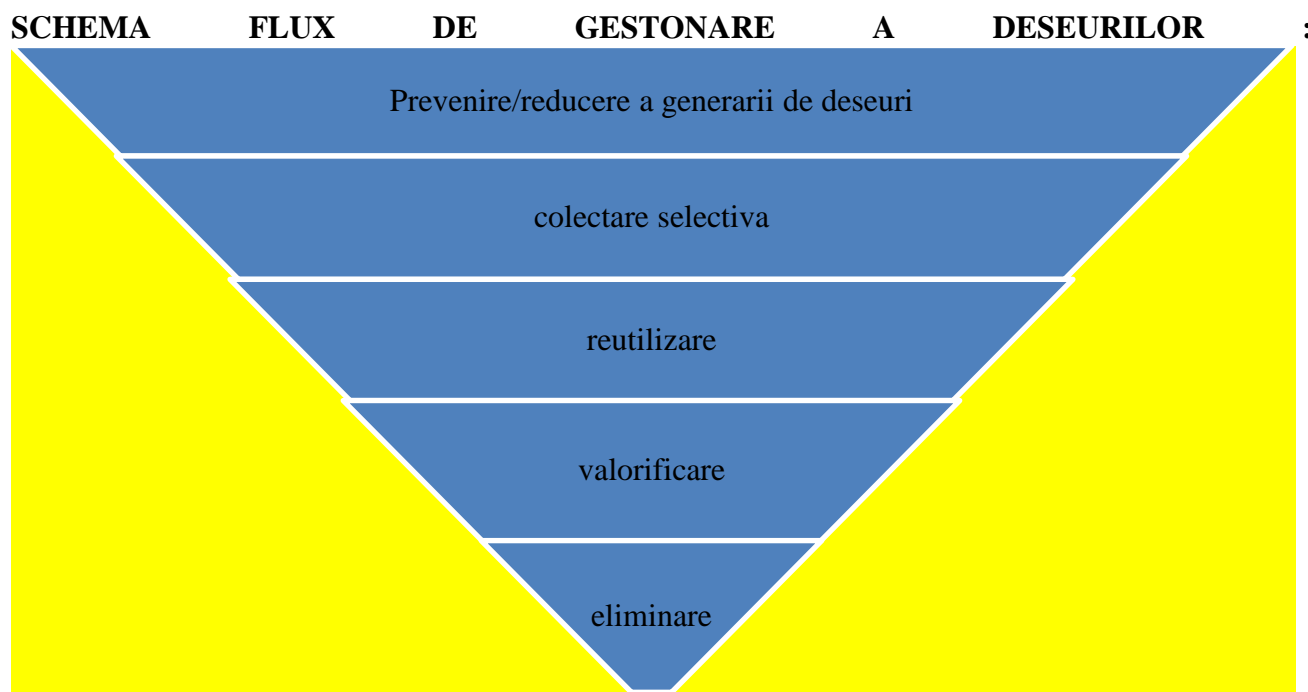 SCHEMA FLUX DE GESTONARE A DESEURILOR :
Prevenire/reducere a generarii de deseuri
colectare selectiva
reutilizare
valorificare
eliminare